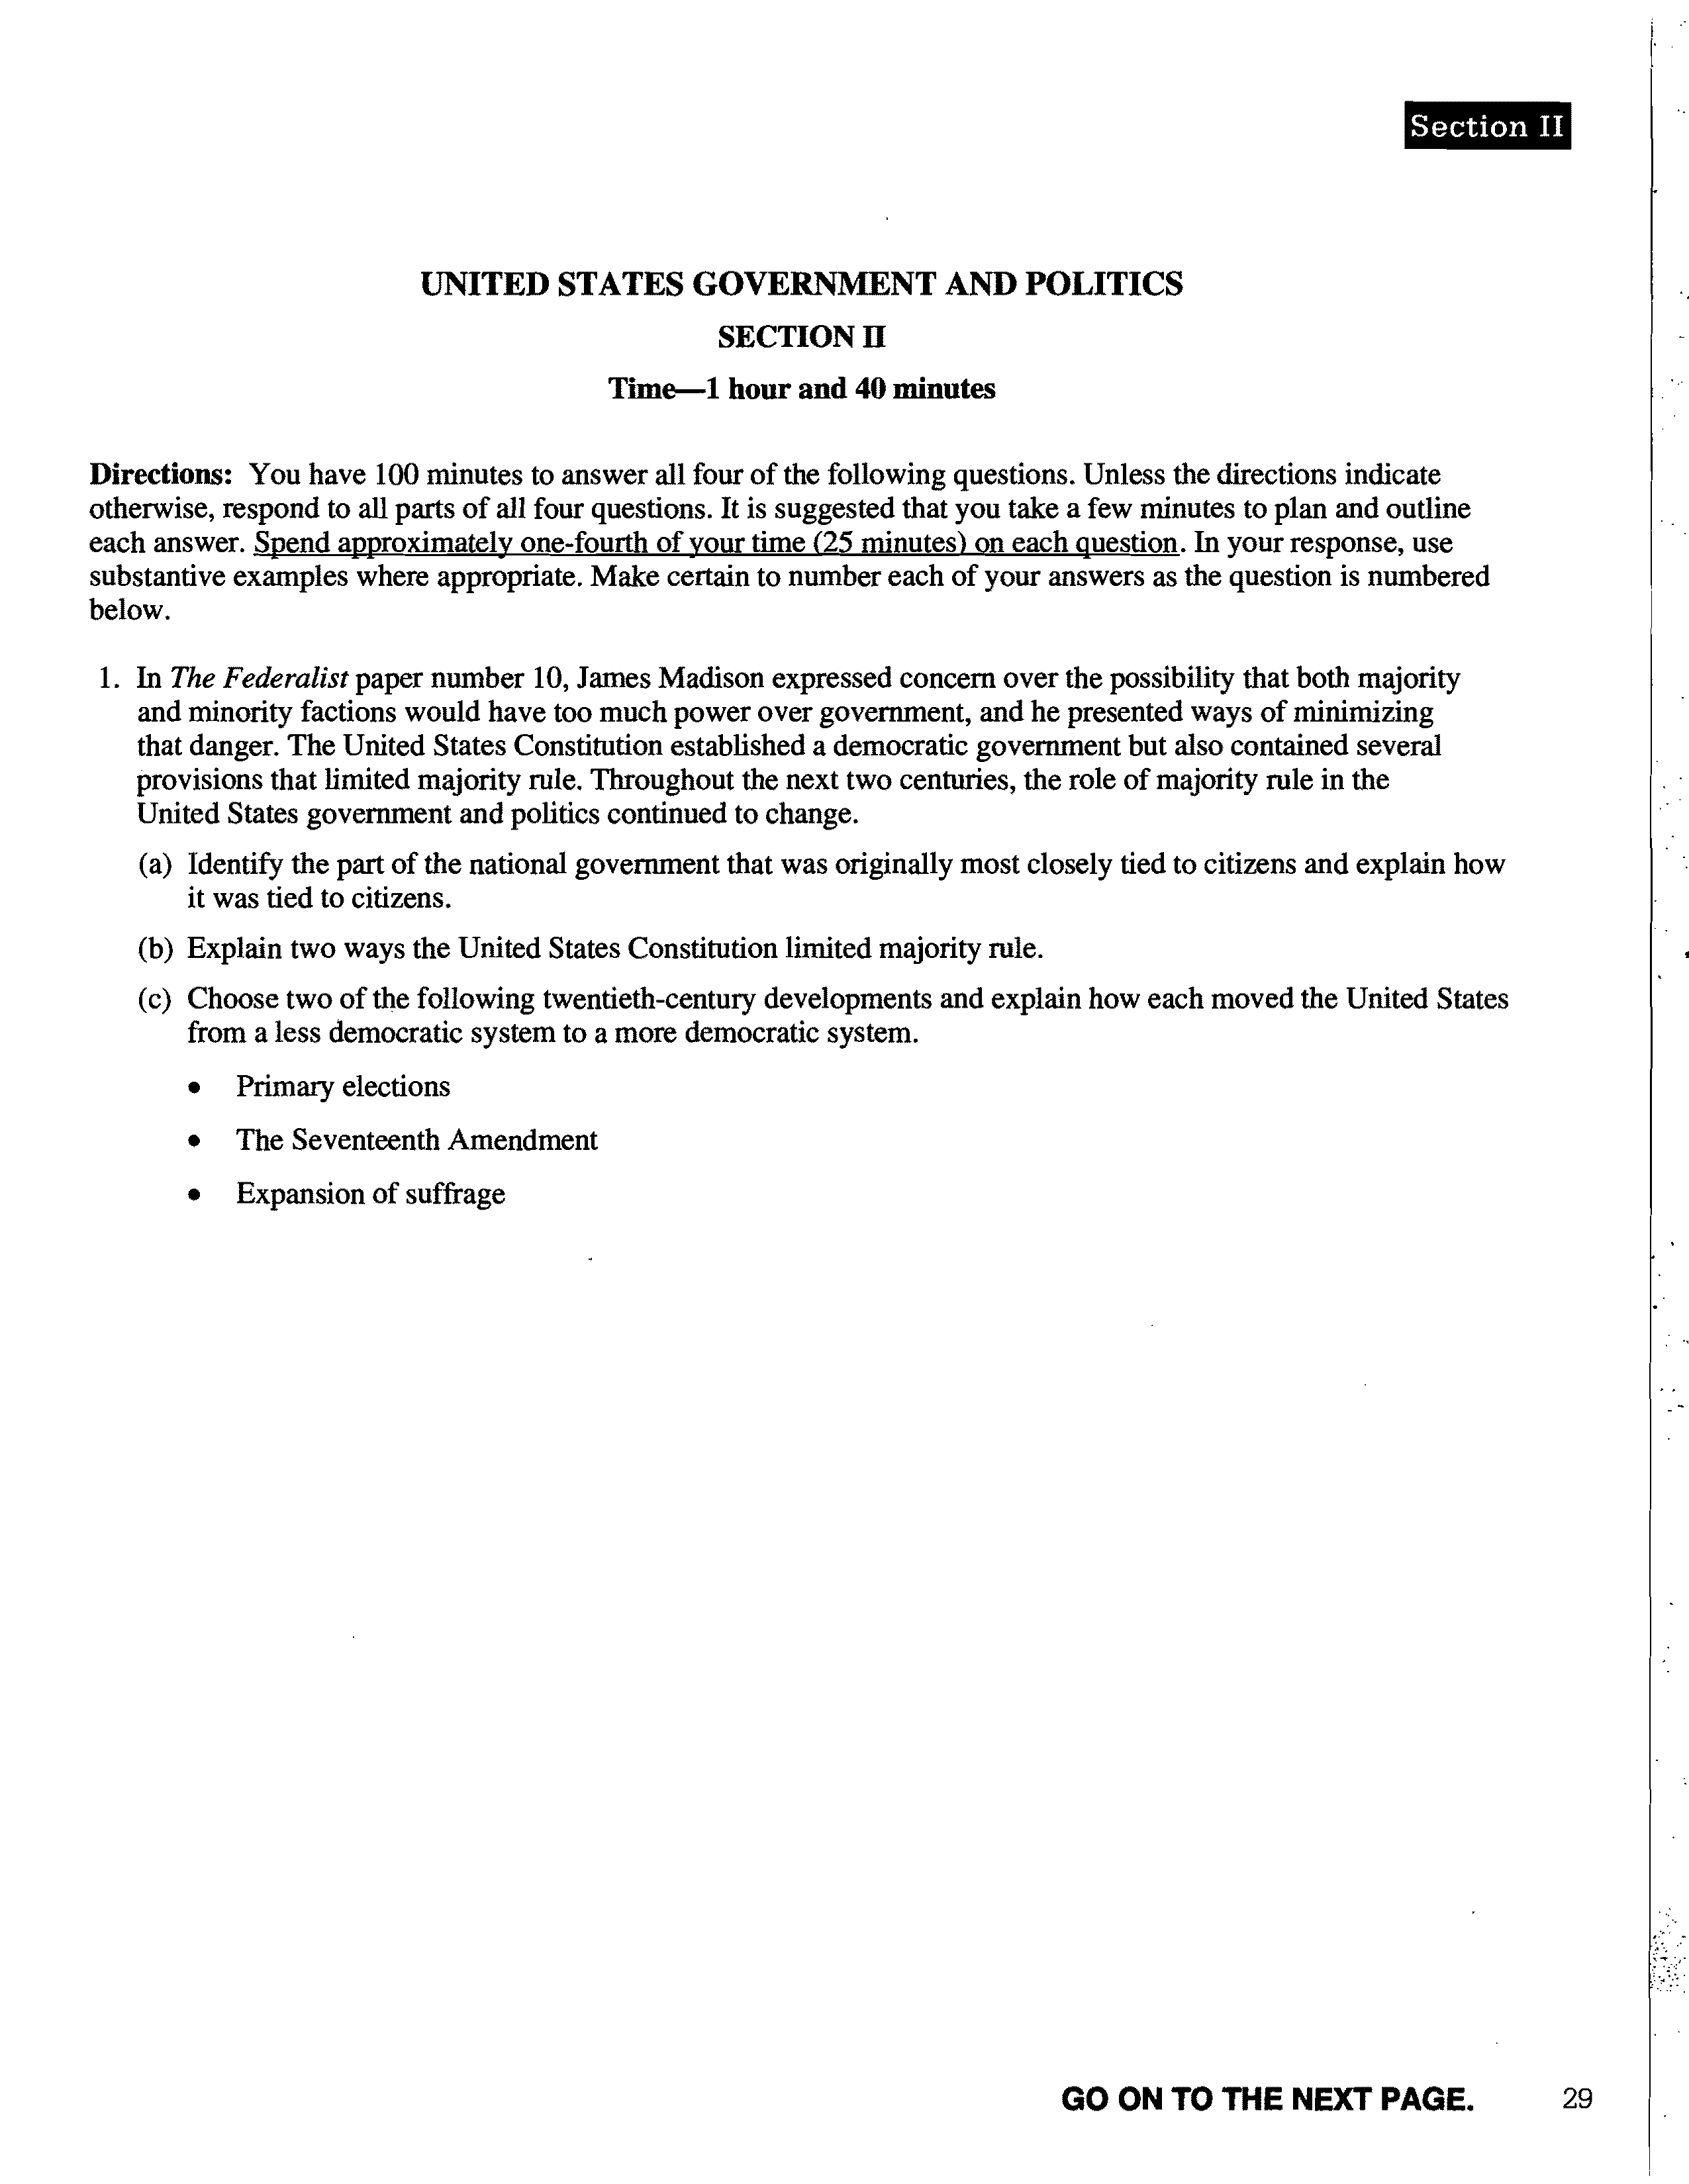 Section II
UNITED STATES GOVERNMENT AND POLITICS
SECTION II
Time—1 hour and 40 minutes
Directions: You have 100 minutes to answer all four of the following questions. Unless the directions indicate
otherwise, respond to all parts of all four questions. It is suggested that you take a few minutes to plan and outline
each answer. Spend approximately one-fourth of your time (25 minutes) on each question. In your response, use
substantive examples where appropriate. Make certain to number each of your answers as the question is numbered
below.
1. In The Federalist paper number 10, James Madison expressed concern over the possibility that both majority
and minority factions would have too much power over government, and he presented ways of minimizing
that danger. The United States Constitution established a democratic government but also contained several
provisions that limited majority rule. Throughout the next two centuries, the role of majority rule in the
United States government and politics continued to change.
(a) Identify the part of the national government that was originally most closely tied to citizens and explain how
it was tied to citizens.
(b) Explain two ways the United States Constitution limited majority rule.
(c) Choose two of the following twentieth-century developments and explain how each moved the United States
from a less democratic system to a more democratic system.
• Primary elections
• The Seventeenth Amendment
• Expansion of suffrage
GO ON TO THE NEXT PAGE. 29